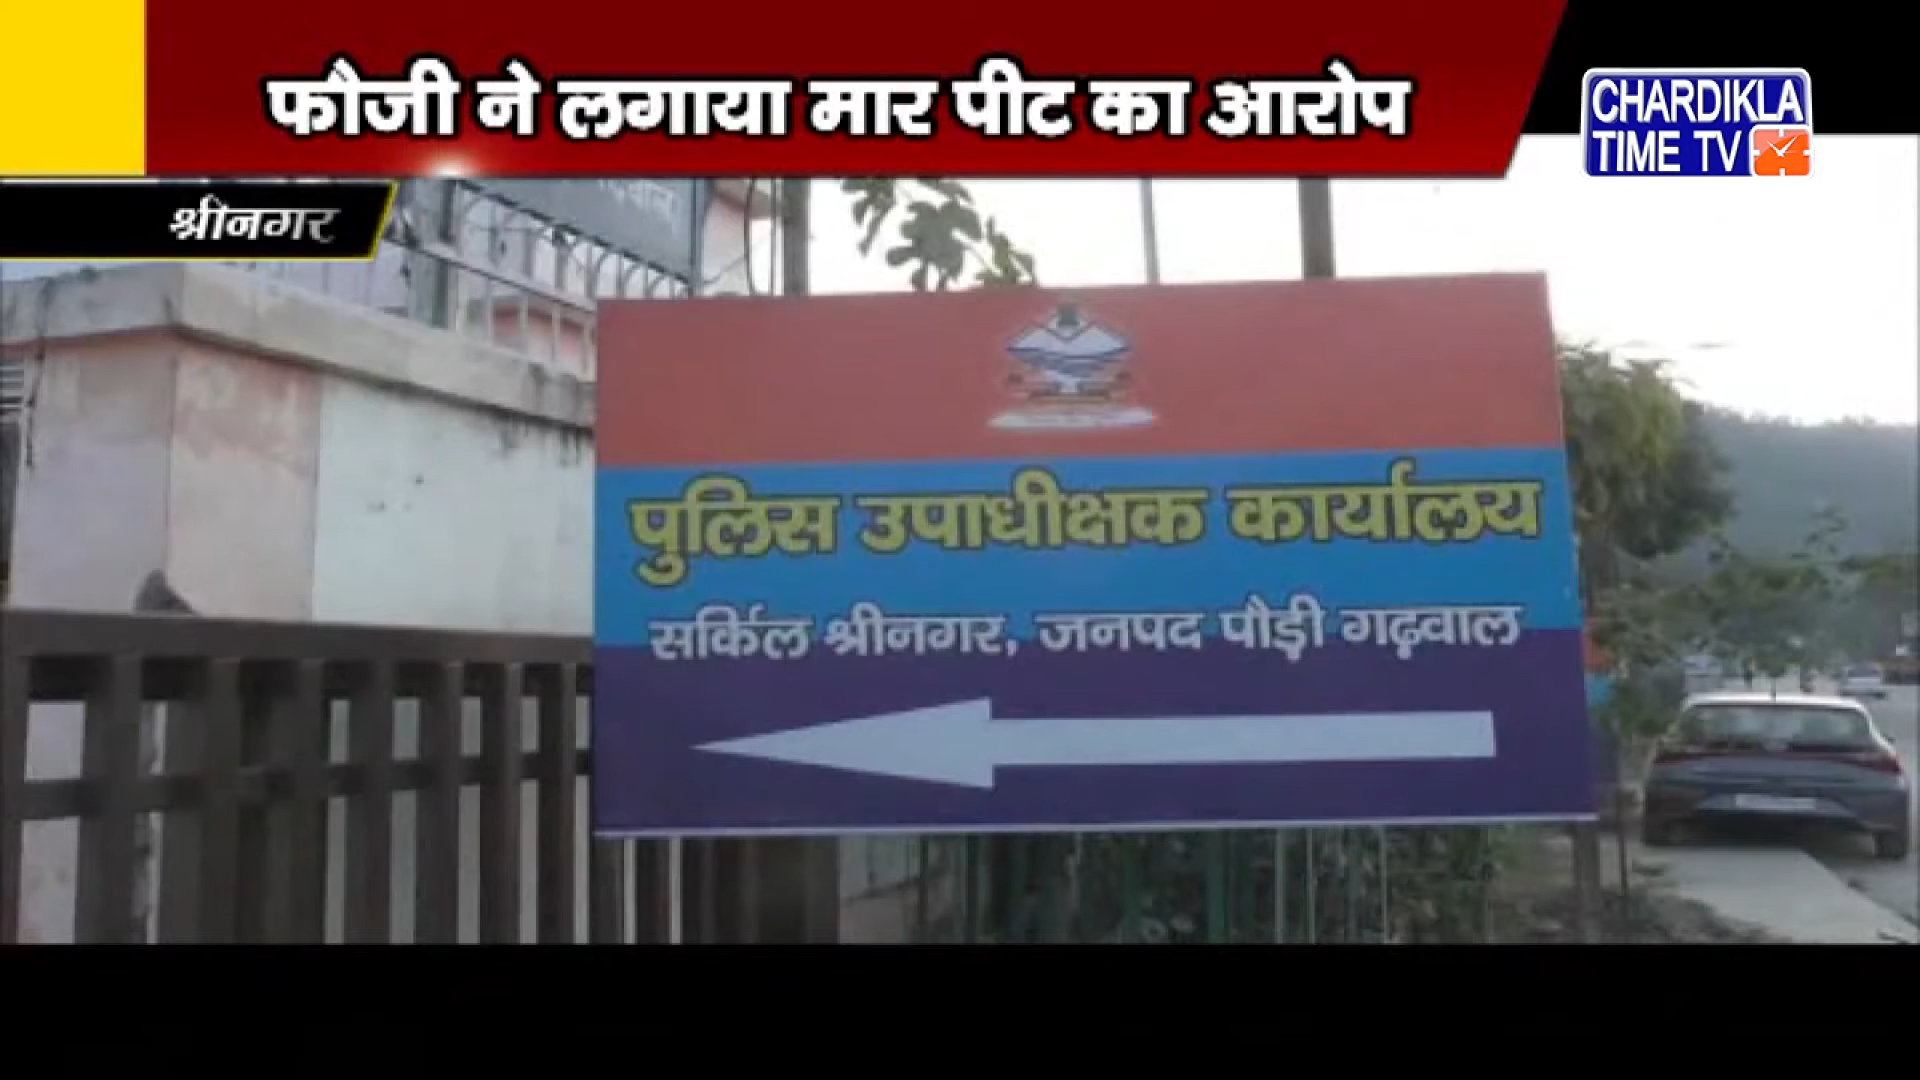 फौजी ने लगाया मार पीट का आरोप
CHARDIKLA
TIME TV
श्रीनगर
पुलिस उपाधीक्षक कार्यालय
सर्किल श्रीनगर, जनपद पौड़ी गढ़वाल